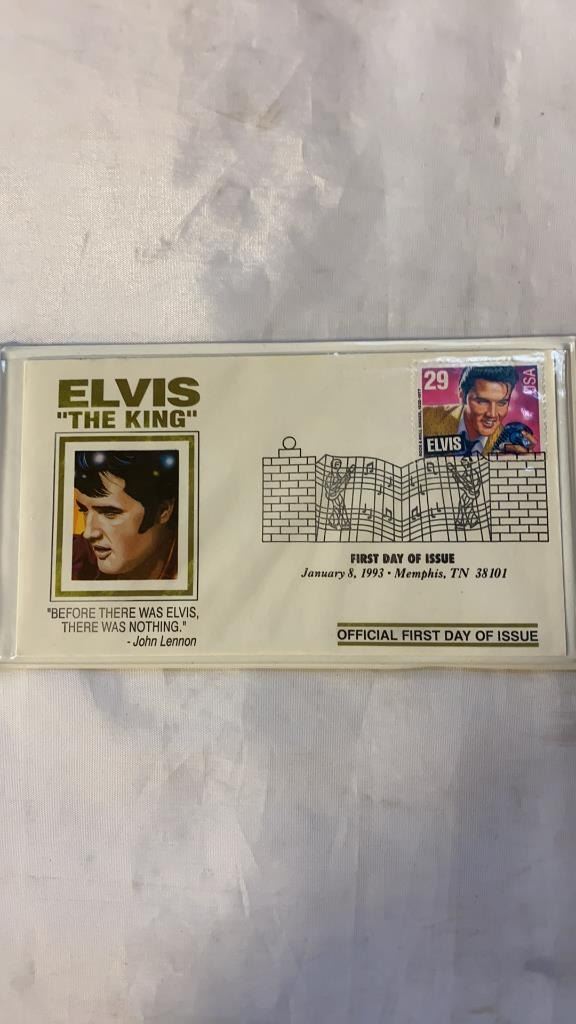 ELVIS
"THE KING"
"BEFORE THERE WAS ELVIS,
THERE WAS NOTHING."
- John Lennon
29
USA
ELVIS
FIRST DAY OF ISSUE
January 8, 1993 • Memphis, TN 38101
OFFICIAL FIRST DAY OF ISSUE